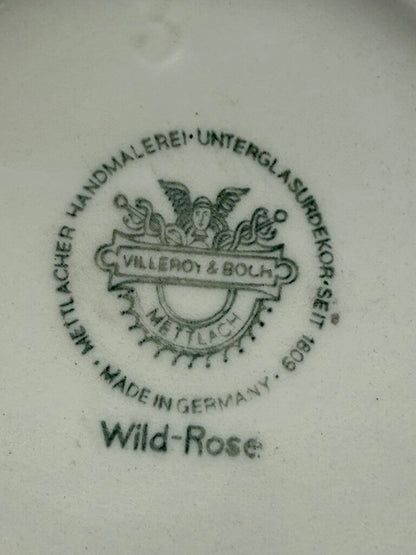 METTLACHER HANDMALEREI · UNTERGLASURDEKOR · SEIT 1809 ·
VILLEROY & BOCH
METTLACH
MADE IN GERMANY ·
Wild-Rose